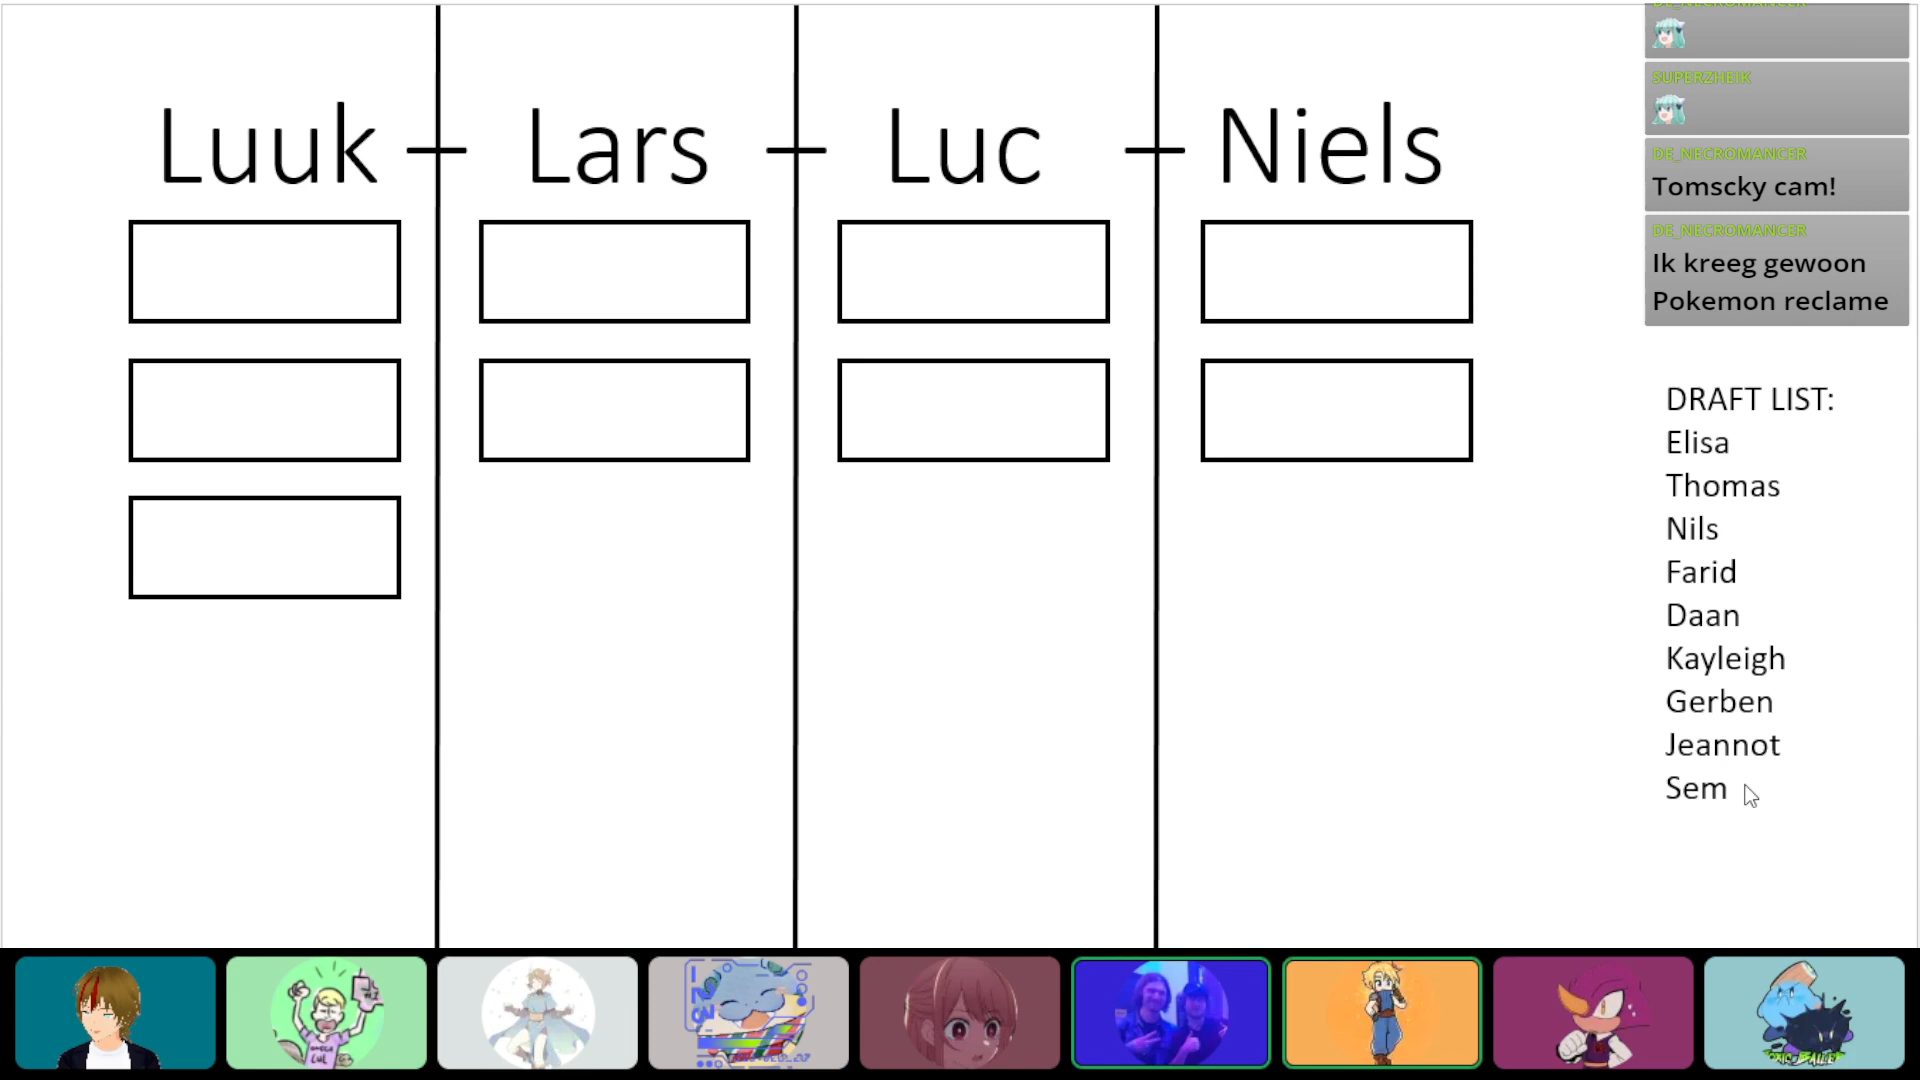 DE_NECROMANCER
SUPERZHEIK
DE_NECROMANCER
Tomscky cam!
DE_NECROMANCER
Ik kreeg gewoon
Pokemon reclame
Luuk
Lars
Luc
Niels
DRAFT LIST:
Elisa
Thomas
Nils
Farid
Daan
Kayleigh
Gerben
Jeannot
Sem